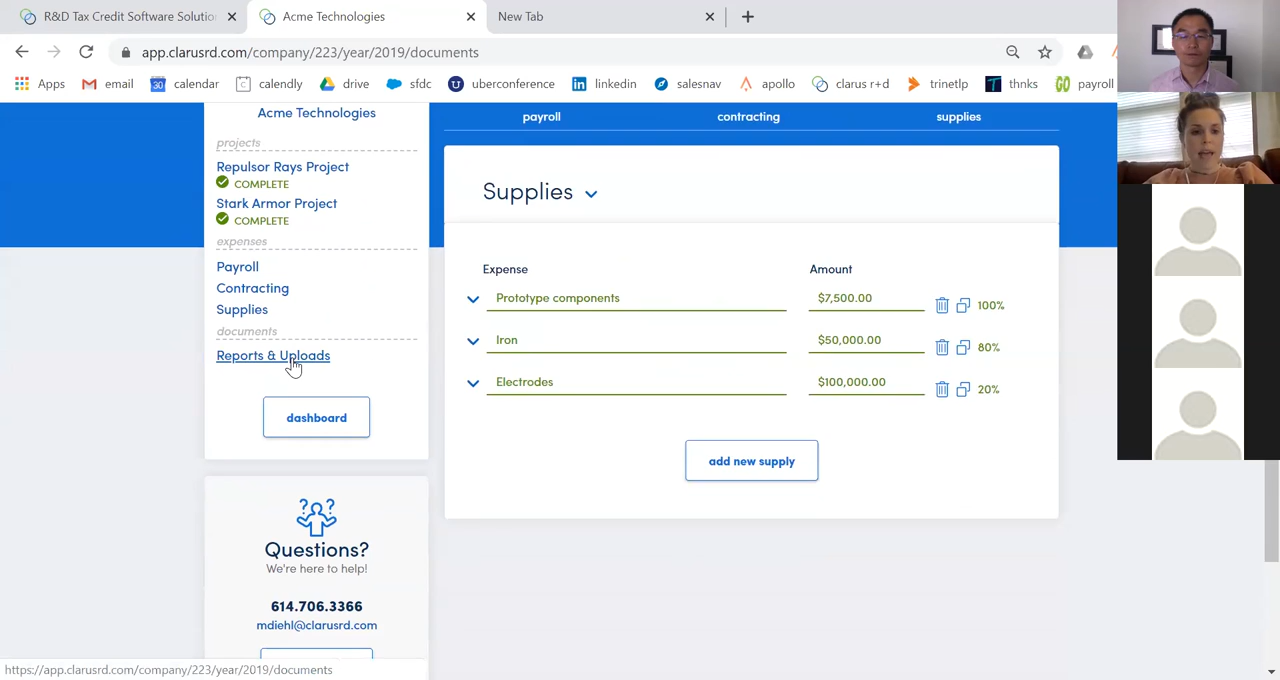 R&D Tax Credit Software Solutio
Acme Technologies
New Tab
app.clarusrd.com/company/223/year/2019/documents
Apps
email
calendar
calendly
drive
sfdc
uberconference
linkedin
salesnav
apollo
clarus r+d
trinetlp
thnks
payroll
Acme Technologies
projects
Repulsor Rays Project
COMPLETE
Stark Armor Project
COMPLETE
expenses
Payroll
Contracting
Supplies
documents
Reports & Uploads
dashboard
Questions?
We're here to help!
614.706.3366
mdiehl@clarusrd.com
payroll
contracting
supplies
Supplies
Expense
Amount
Prototype components
$7,500.00
100%
Iron
$50,000.00
80%
Electrodes
$100,000.00
20%
add new supply
https://app.clarusrd.com/company/223/year/2019/documents